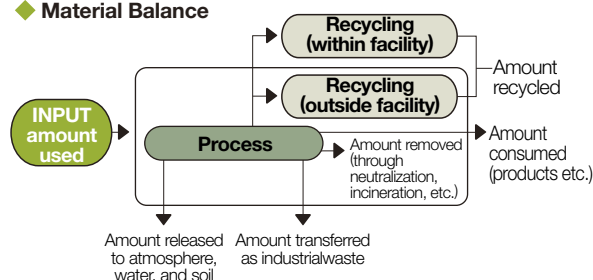 ◆ Material Balance
Recycling
(within facility)
Recycling
(outside facility)
Amount
recycled
INPUT
amount
used
Process
Amount removed
(through
neutralization,
incineration, etc.)
Amount
consumed
(products etc.)
Amount released
to atmosphere,
water, and soil
Amount transferred
as industrialwaste